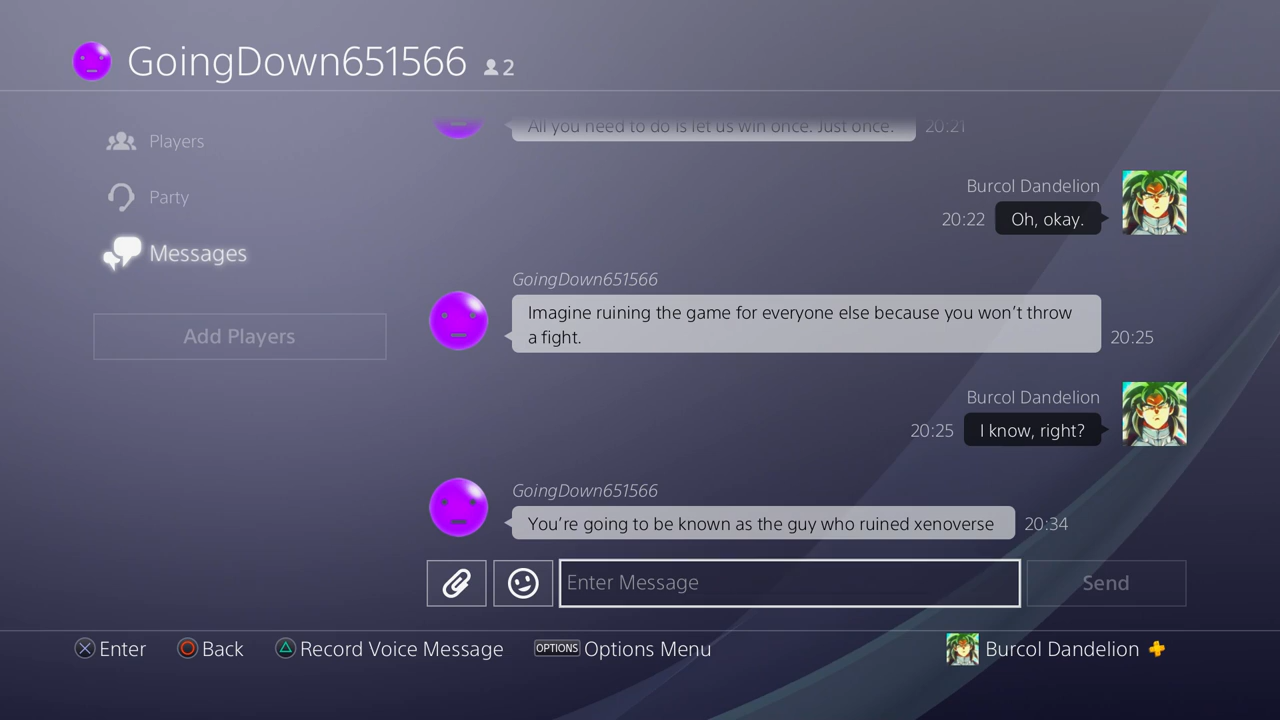 GoingDown651566 2
Players
Party
Messages
Add Players
All you need to do is let us win once. Just once. 20:21
Burcol Dandelion
20:22 Oh, okay.
GoingDown651566
Imagine ruining the game for everyone else because you won't throw
a fight. 20:25
Burcol Dandelion
20:25 I know, right?
GoingDown651566
You're going to be known as the guy who ruined xenoverse 20:34
Enter Message Send
Enter Back Record Voice Message OPTIONS Options Menu Burcol Dandelion